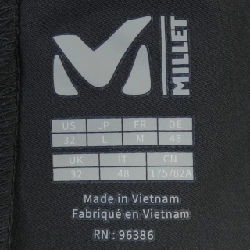 MILLET
US JP FR DE
32 L M 48
UK IT CN
32 48 175/82A
Made in Vietnam
Fabriqué en Vietnam
RN : 96386